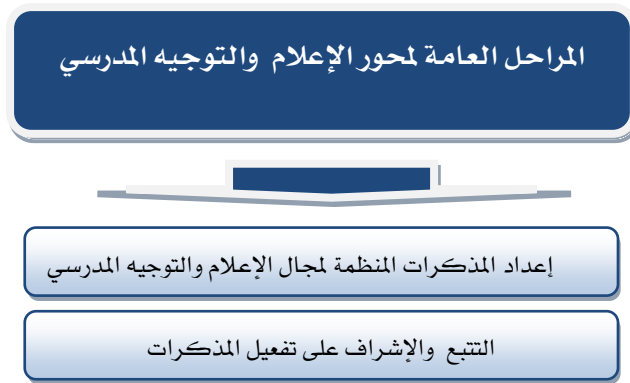 المراحل العامة لمحور الإعلام والتوجيه المدرسي
إعداد المذكرات المنظمة لمجال الإعلام والتوجيه المدرسي
التتبع والإشراف على تفعيل المذكرات